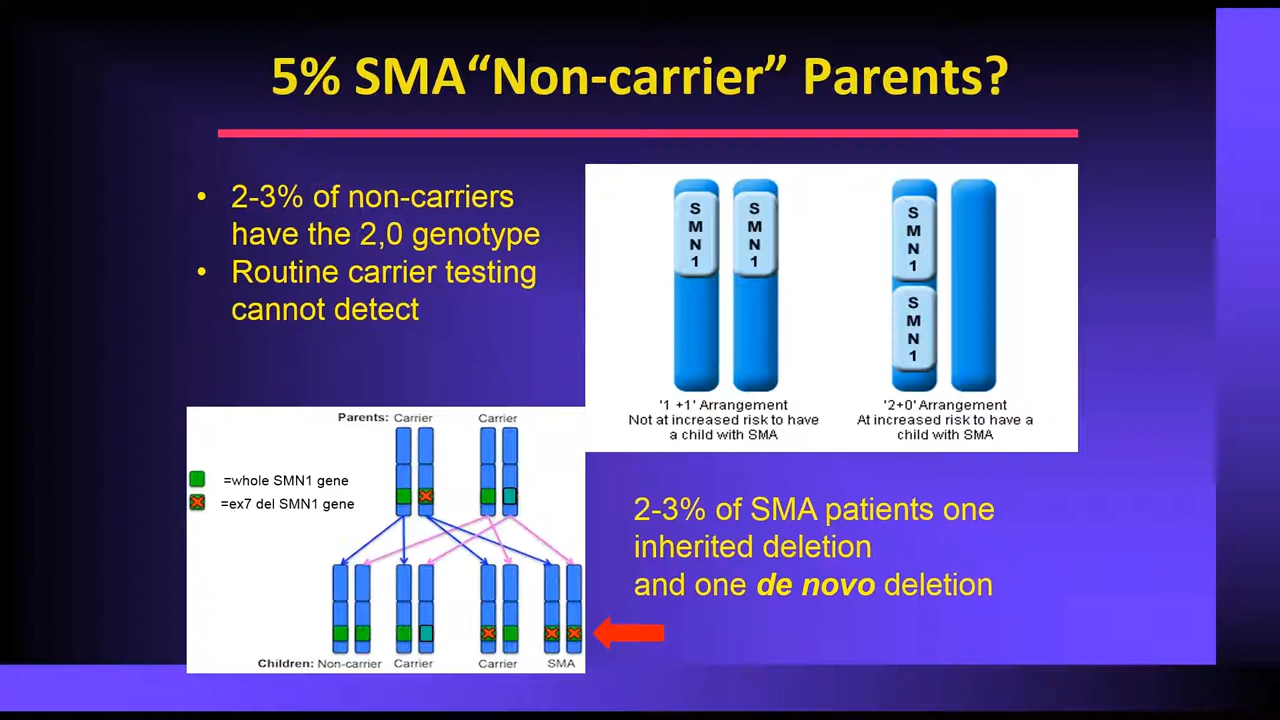 5% SMA“Non-carrier” Parents?
• 2-3% of non-carriers
have the 2,0 genotype
• Routine carrier testing
cannot detect
S
M
N
1
S
M
N
1
S
M
N
1
S
M
N
1
'1 +1' Arrangement
Not at increased risk to have
a child with SMA
'2+0' Arrangement
At increased risk to have a
child with SMA
Parents: Carrier Carrier
=whole SMN1 gene
=ex7 del SMN1 gene
Children: Non-carrier Carrier Carrier SMA
2-3% of SMA patients one
inherited deletion
and one de novo deletion